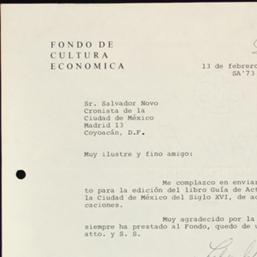 FONDO DE
CULTURA
ECONOMICA
13 de febrero
SA'73
Sr. Salvador Novo
Cronista de la
Ciudad de México
Madrid 13
Coyoacán, D.F.
Muy ilustre y fino amigo:
Me complazco en enviar
to para la edición del libro Guía de Act
la Ciudad de México del Siglo XVI, de ac
caciones.
Muy agradecido por la
siempre ha prestado al Fondo, quedo de u
atto. y S. S.